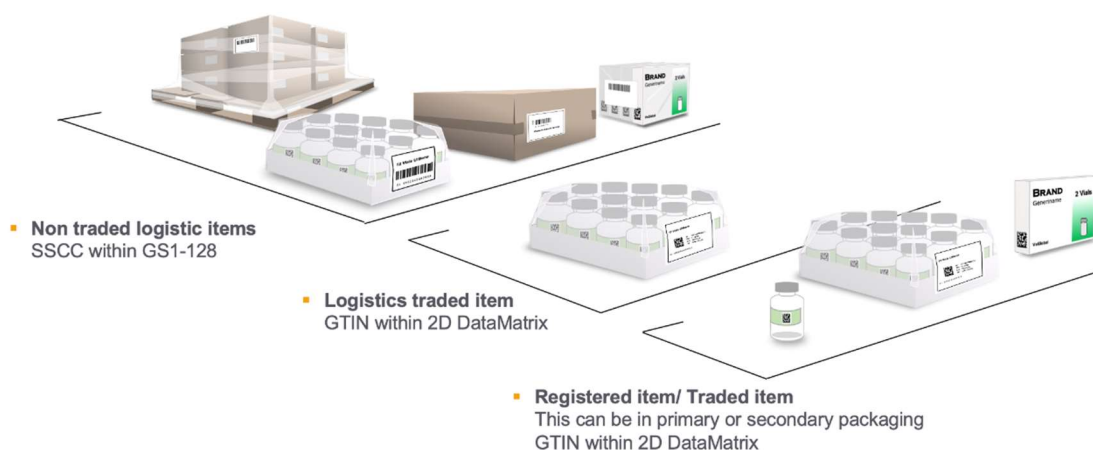 BRAND
Genericname
2 Vials
Non traded logistic items
SSCC within GS1-128
Logistics traded item
GTIN within 2D DataMatrix
BRAND
Genericname
2 Vials
Registered item/ Traded item
This can be in primary or secondary packaging
GTIN within 2D DataMatrix